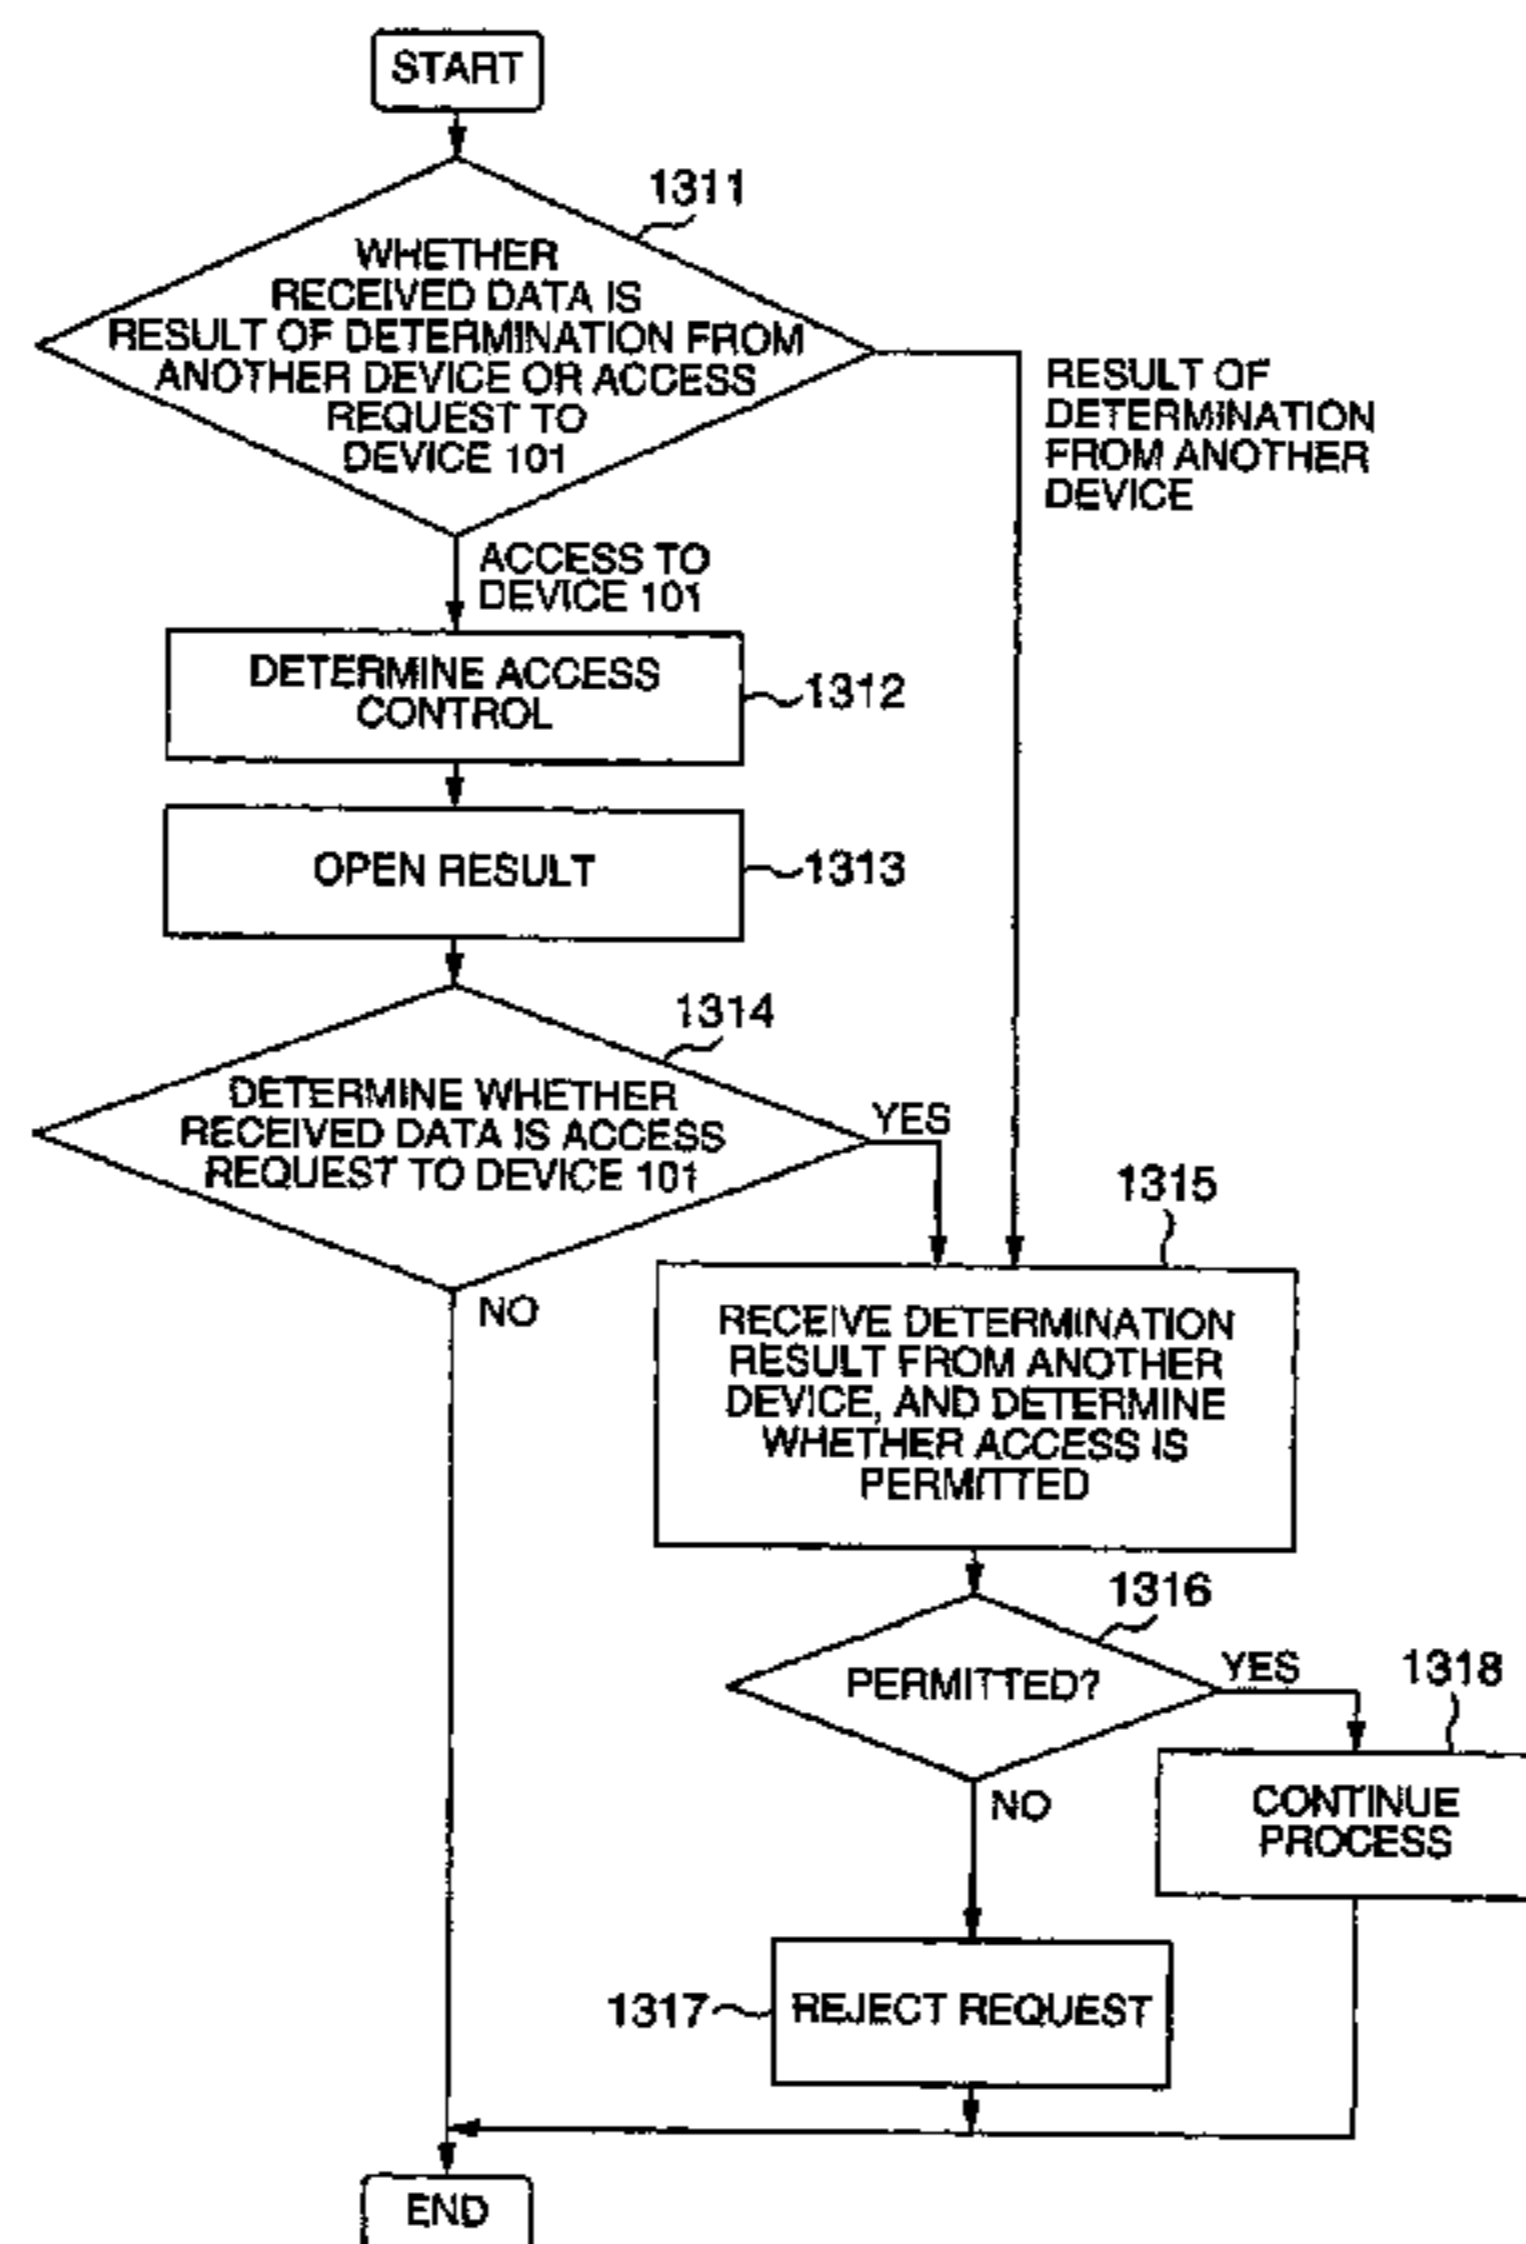 START
1311
WHETHER
RECEIVED DATA IS
RESULT OF DETERMINATION FROM
ANOTHER DEVICE OR ACCESS
REQUEST TO
DEVICE 101
RESULT OF
DETERMINATION
FROM ANOTHER
DEVICE
ACCESS TO
DEVICE 101
DETERMINE ACCESS
CONTROL
1312
OPEN RESULT
1313
1314
DETERMINE WHETHER
RECEIVED DATA IS ACCESS
REQUEST TO DEVICE 101
YES
NO
1315
RECEIVE DETERMINATION
RESULT FROM ANOTHER
DEVICE, AND DETERMINE
WHETHER ACCESS IS
PERMITTED
1316
PERMITTED?
YES
NO
1318
CONTINUE
PROCESS
1317
REJECT REQUEST
END